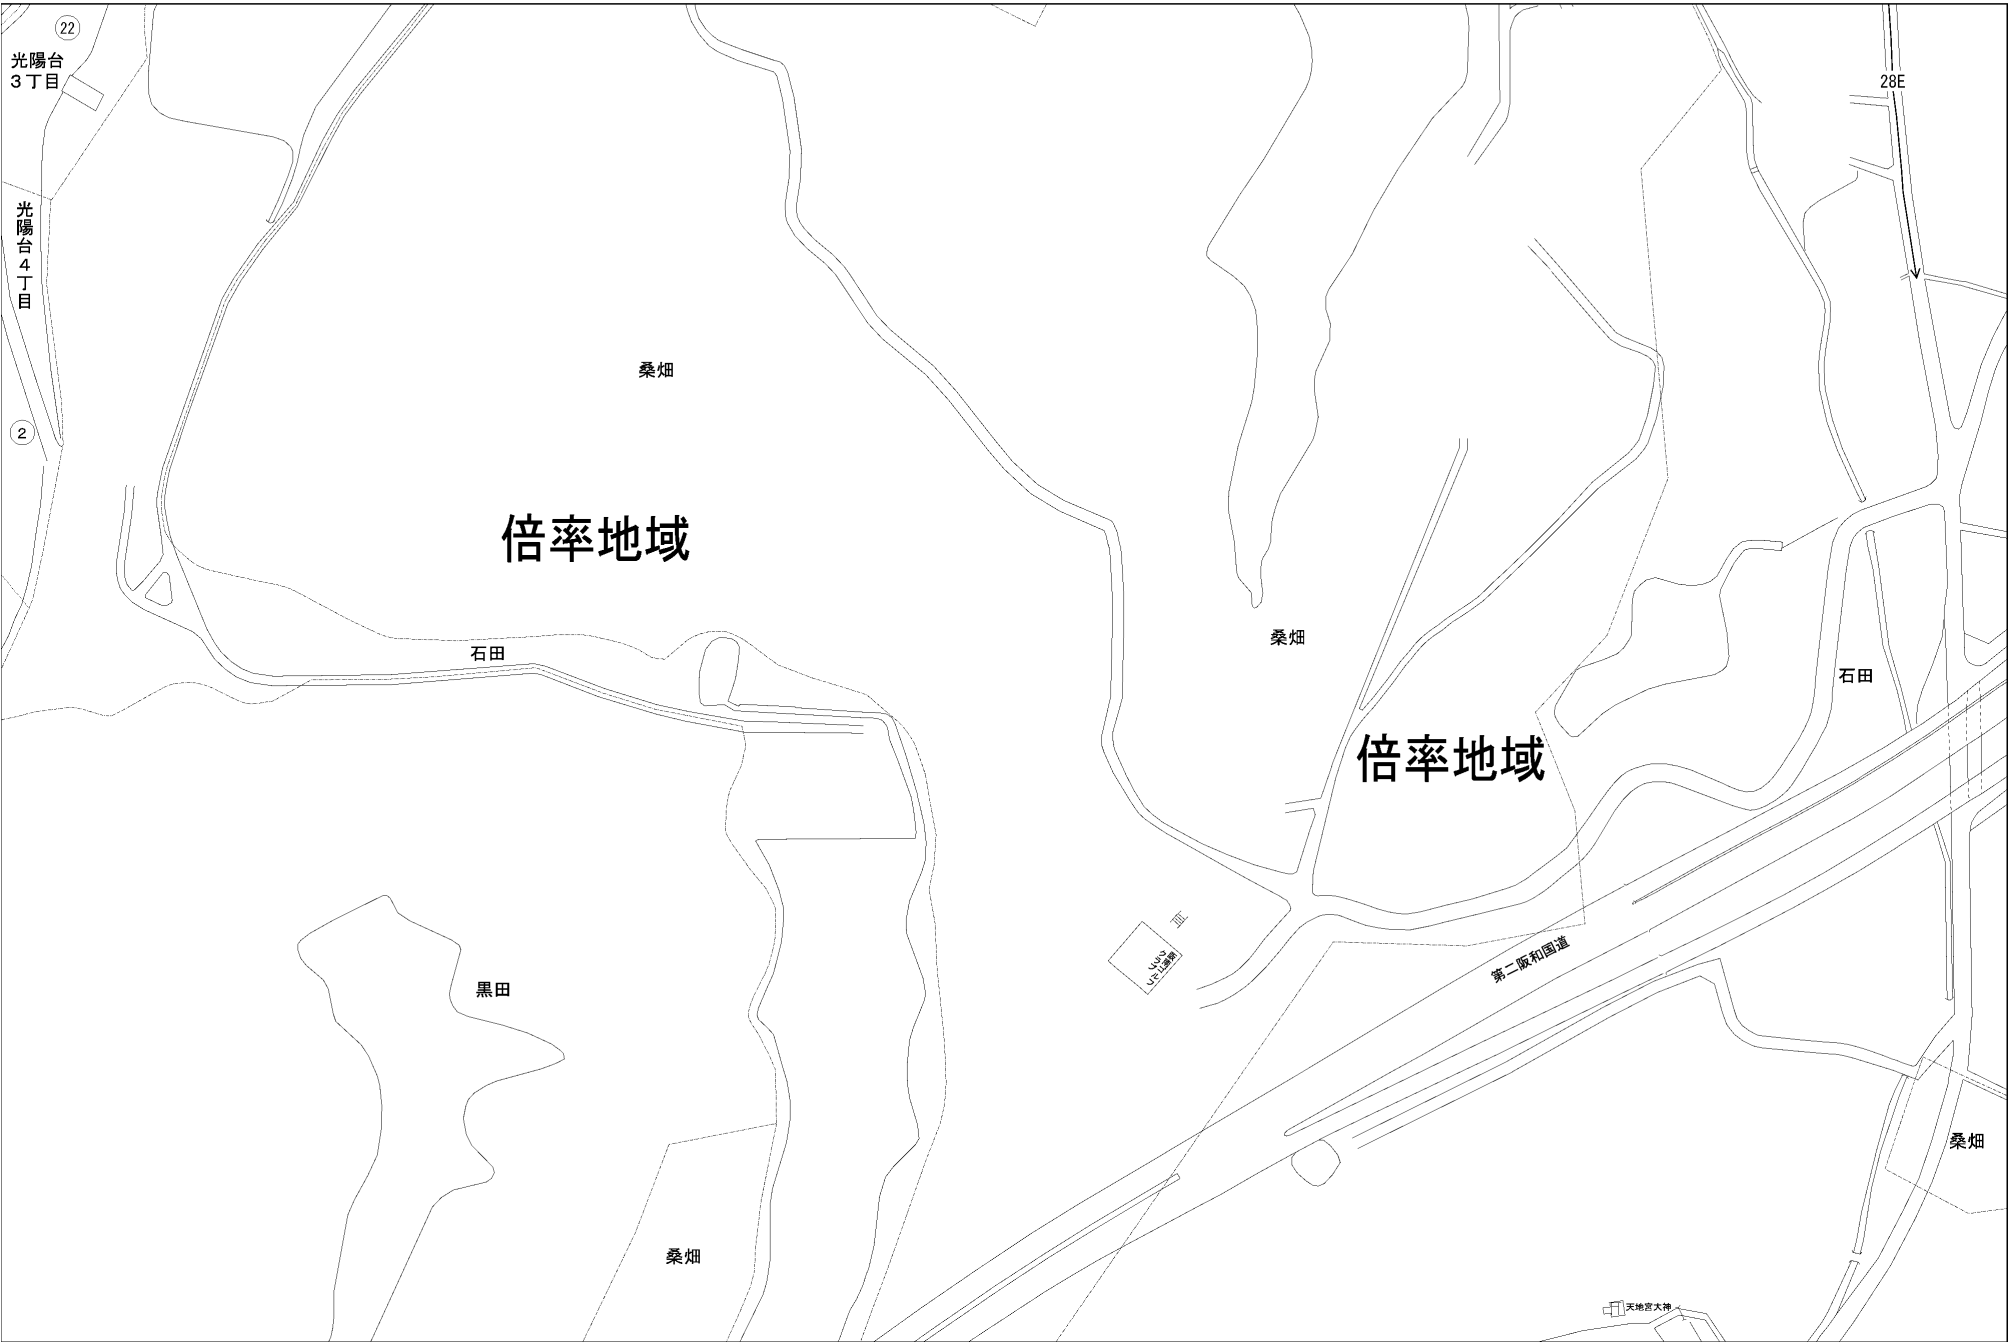 22
光陽台
3丁目
28E
光陽台4丁目
桑畑
2
倍率地域
桑畑
石田
石田
倍率地域
第二阪和国道
黒田
桑畑
桑畑
天地宮大神